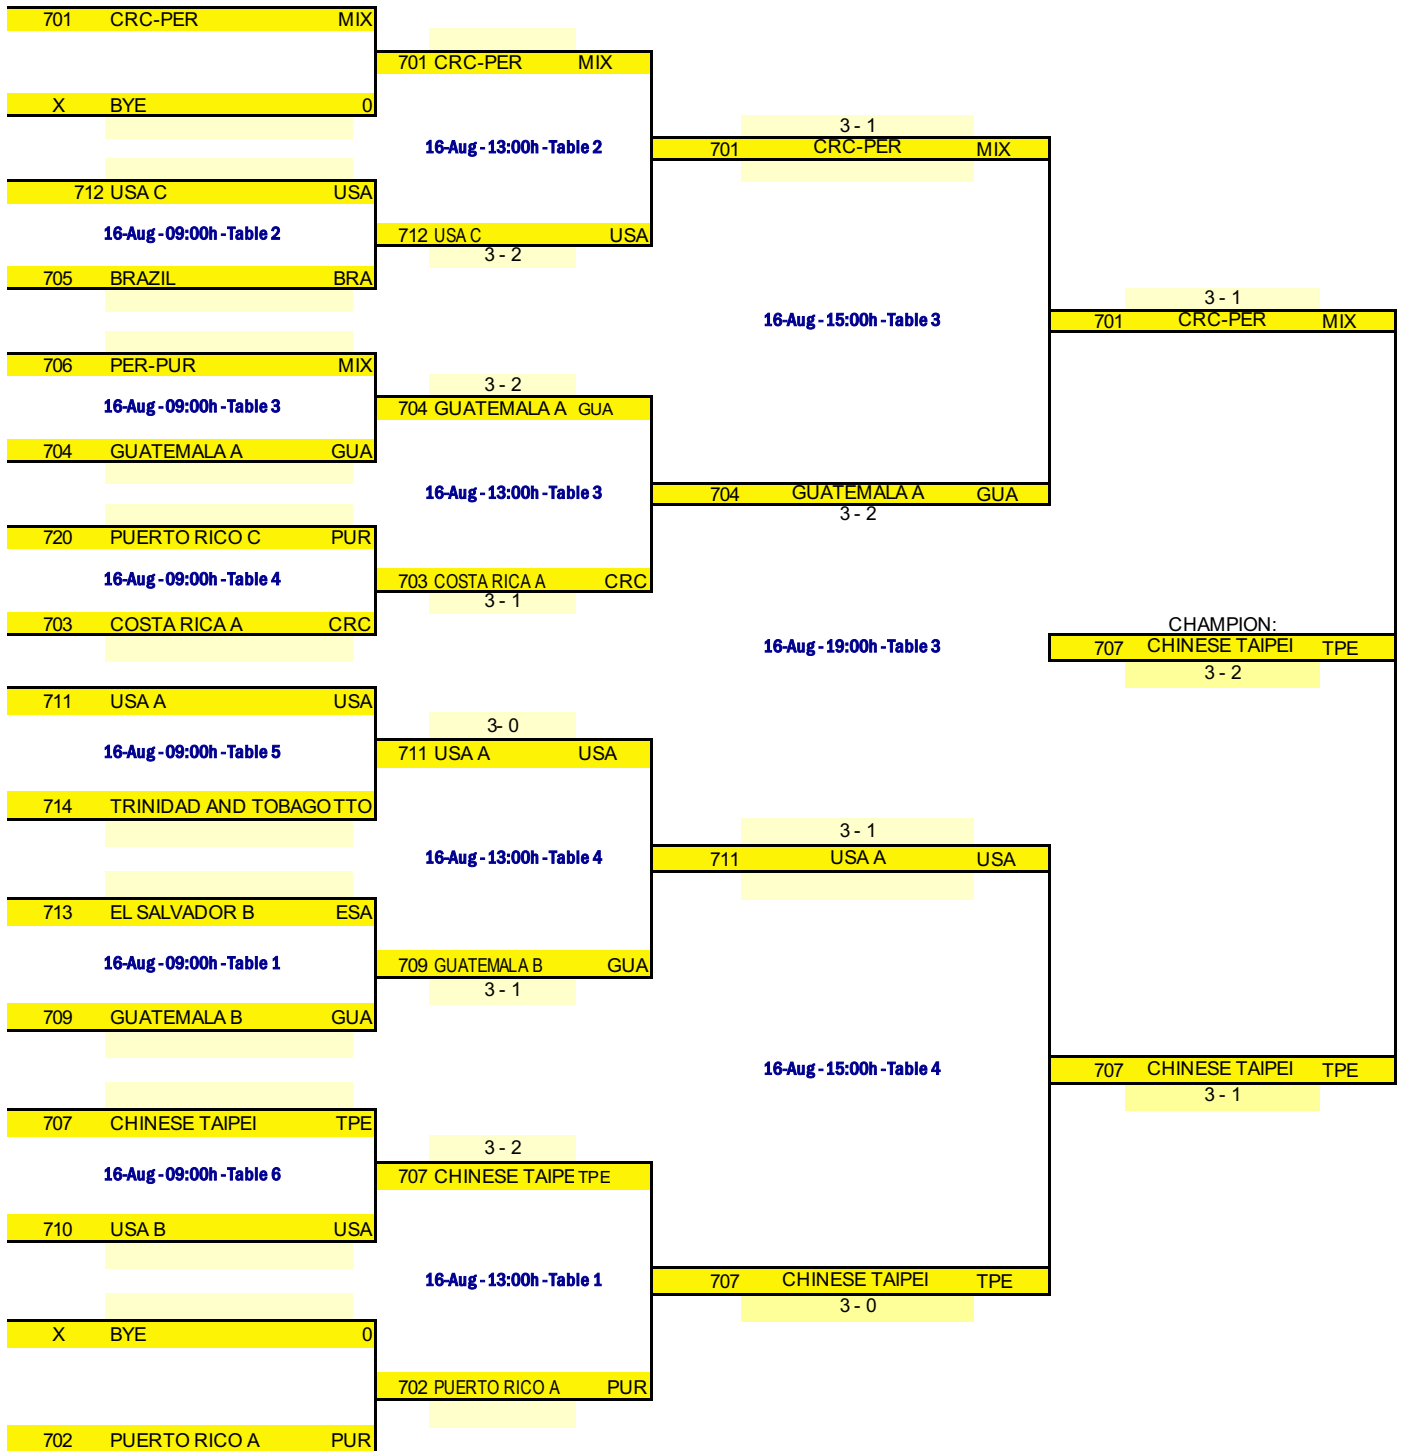 701 CRC-PER MIX
X BYE 0
712 USA C USA
16-Aug - 09:00h - Table 2
705 BRAZIL BRA
706 PER-PUR MIX
16-Aug - 09:00h - Table 3
704 GUATEMALA A GUA
720 PUERTO RICO C PUR
16-Aug - 09:00h - Table 4
703 COSTA RICA A CRC
711 USA A USA
16-Aug - 09:00h - Table 5
714 TRINIDAD AND TOBAGO TTO
713 EL SALVADOR B ESA
16-Aug - 09:00h - Table 1
709 GUATEMALA B GUA
707 CHINESE TAIPEI TPE
16-Aug - 09:00h - Table 6
710 USA B USA
X BYE 0
702 PUERTO RICO A PUR
701 CRC-PER MIX
16-Aug - 13:00h - Table 2
712 USA C USA
3 - 2
3 - 2
704 GUATEMALA A GUA
16-Aug - 13:00h - Table 3
703 COSTA RICA A CRC
3 - 1
3- 0
711 USA A USA
16-Aug - 13:00h - Table 4
709 GUATEMALA B GUA
3 - 1
3 - 2
707 CHINESE TAIPE TPE
16-Aug - 13:00h - Table 1
702 PUERTO RICO A PUR
3 - 1
701 CRC-PER MIX
16-Aug - 15:00h - Table 3
704 GUATEMALA A GUA
3 - 2
16-Aug - 19:00h - Table 3
3 - 1
711 USA A USA
16-Aug - 15:00h - Table 4
707 CHINESE TAIPEI TPE
3 - 0
3 - 1
701 CRC-PER MIX
CHAMPION:
707 CHINESE TAIPEI TPE
3 - 2
707 CHINESE TAIPEI TPE
3 - 1